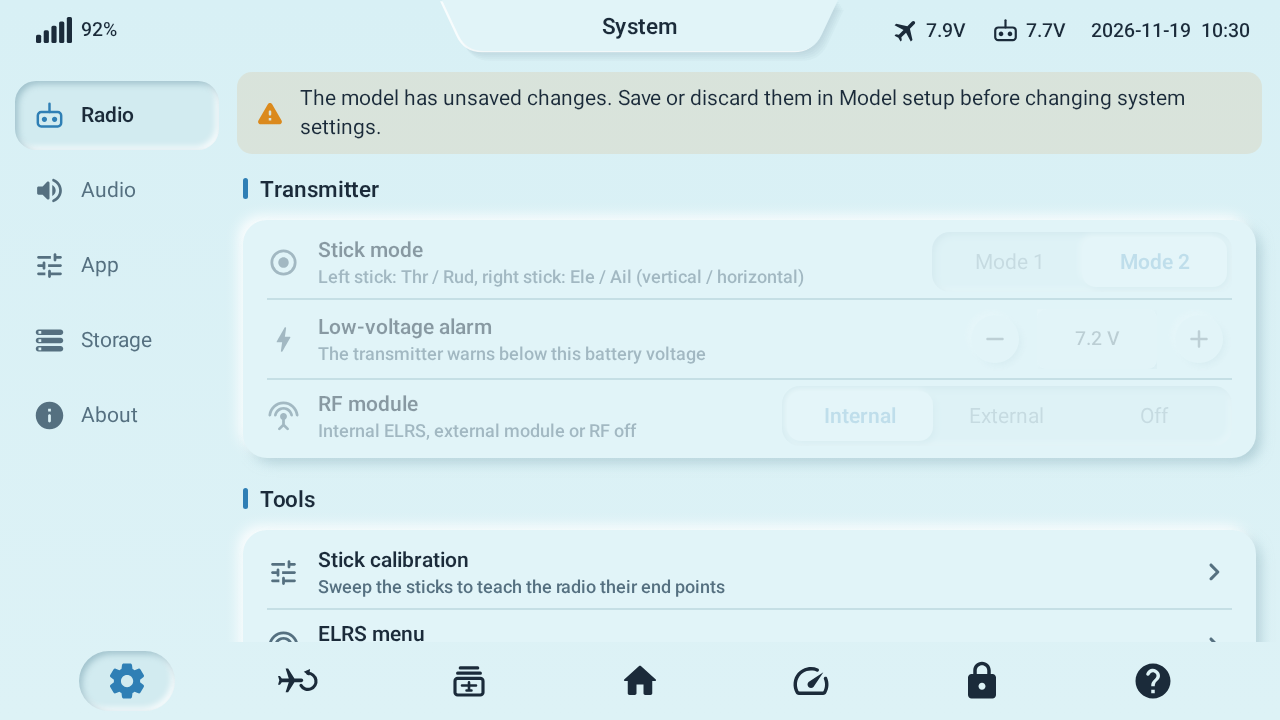 92%
System
7.9V
7.7V
2026-11-19 10:30
Radio
Audio
App
Storage
About
The model has unsaved changes. Save or discard them in Model setup before changing system
settings.
Transmitter
Stick mode
Left stick: Thr / Rud, right stick: Ele / Ail (vertical / horizontal)
Mode 1
Mode 2
Low-voltage alarm
The transmitter warns below this battery voltage
7.2 V
RF module
Internal ELRS, external module or RF off
Internal
External
Off
Tools
Stick calibration
Sweep the sticks to teach the radio their end points
ELRS menu